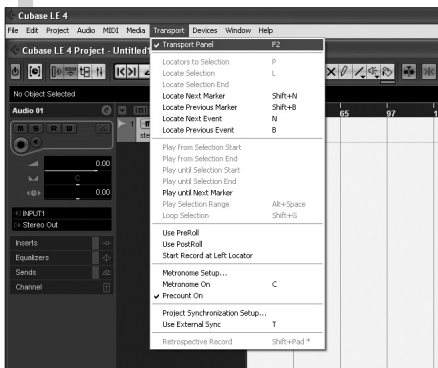 Cubase LE 4
File Edit Project Audio MIDI Media Transport Devices Window Help
Cubase LE 4 Project - Untitled1
Transport Panel F2
Locators to Selection P
Locate Selection L
Locate Selection End
Locate Next Marker Shift+N
Locate Previous Marker Shift+B
Locate Next Event N
Locate Previous Event B
Play from Selection Start
Play from Selection End
Play until Selection Start
Play until Selection End
Play until Next Marker
Play Selection Range Alt+Space
Loop Selection Shift+G
Use PreRoll
Use PostRoll
Start Record at Left Locator
Metronome Setup...
Metronome On C
Precount On
Project Synchronization Setup...
Use External Sync T
Retrospective Record Shift+Pad *
No Object Selected
Audio 01
M S R W
0.00
C
0.00
INPUT1
Stereo Out
Inserts
Equalizers
Sends
Channel
1
65 97